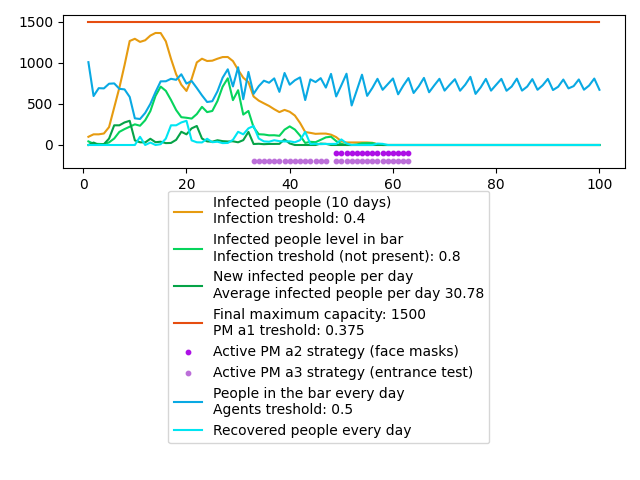 1500
1000
500
0
0
20
40
60
80
100
Infected people (10 days)
Infection treshold: 0.4
Infected people level in bar
Infection treshold (not present): 0.8
New infected people per day
Average infected people per day 30.78
Final maximum capacity: 1500
PM a1 treshold: 0.375
Active PM a2 strategy (face masks)
Active PM a3 strategy (entrance test)
People in the bar every day
Agents treshold: 0.5
Recovered people every day